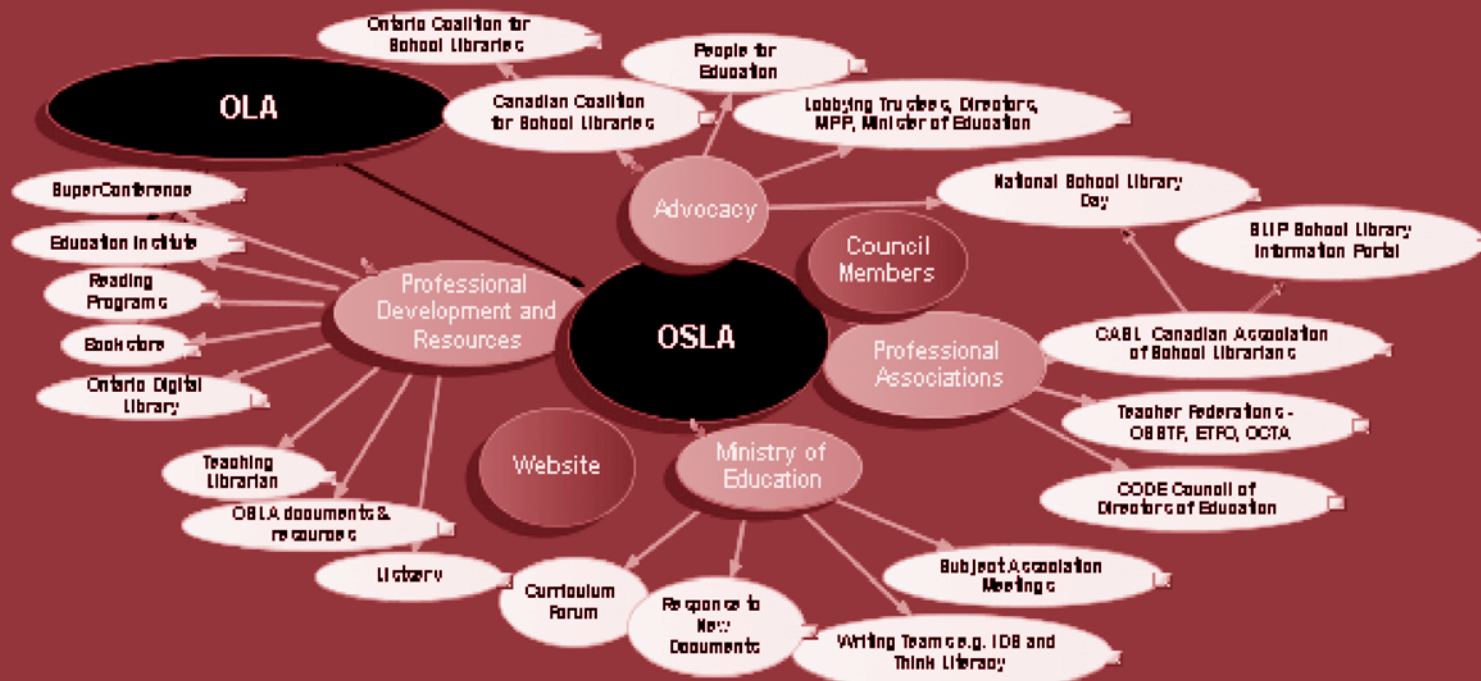 Ontario Coalition for
School Libraries
People for
Education
OLA
Canadian Coalition
for School Libraries
Lobbying Trustees, Directors,
MPP, Minister of Education
SuperConference
Advocacy
National School Library
Day
Education Institute
Council
Members
SLIP School Library
Information Portal
Reading
Programs
Professional
Development and
Resources
OSLA
Bookstore
Professional
Associations
CASL Canadian Association
of School Librarians
Ontario Digital
Library
Teacher Federations -
OSSTF, ETFO, OCTA
Teaching
Librarian
Website
Ministry of
Education
CODE Council of
Directors of Education
OSLA documents &
resources
Listserv
Curriculum
Forum
Response to
New
Documents
Subject Association
Meetings
Writing Teams e.g. IDS and
Think Literacy